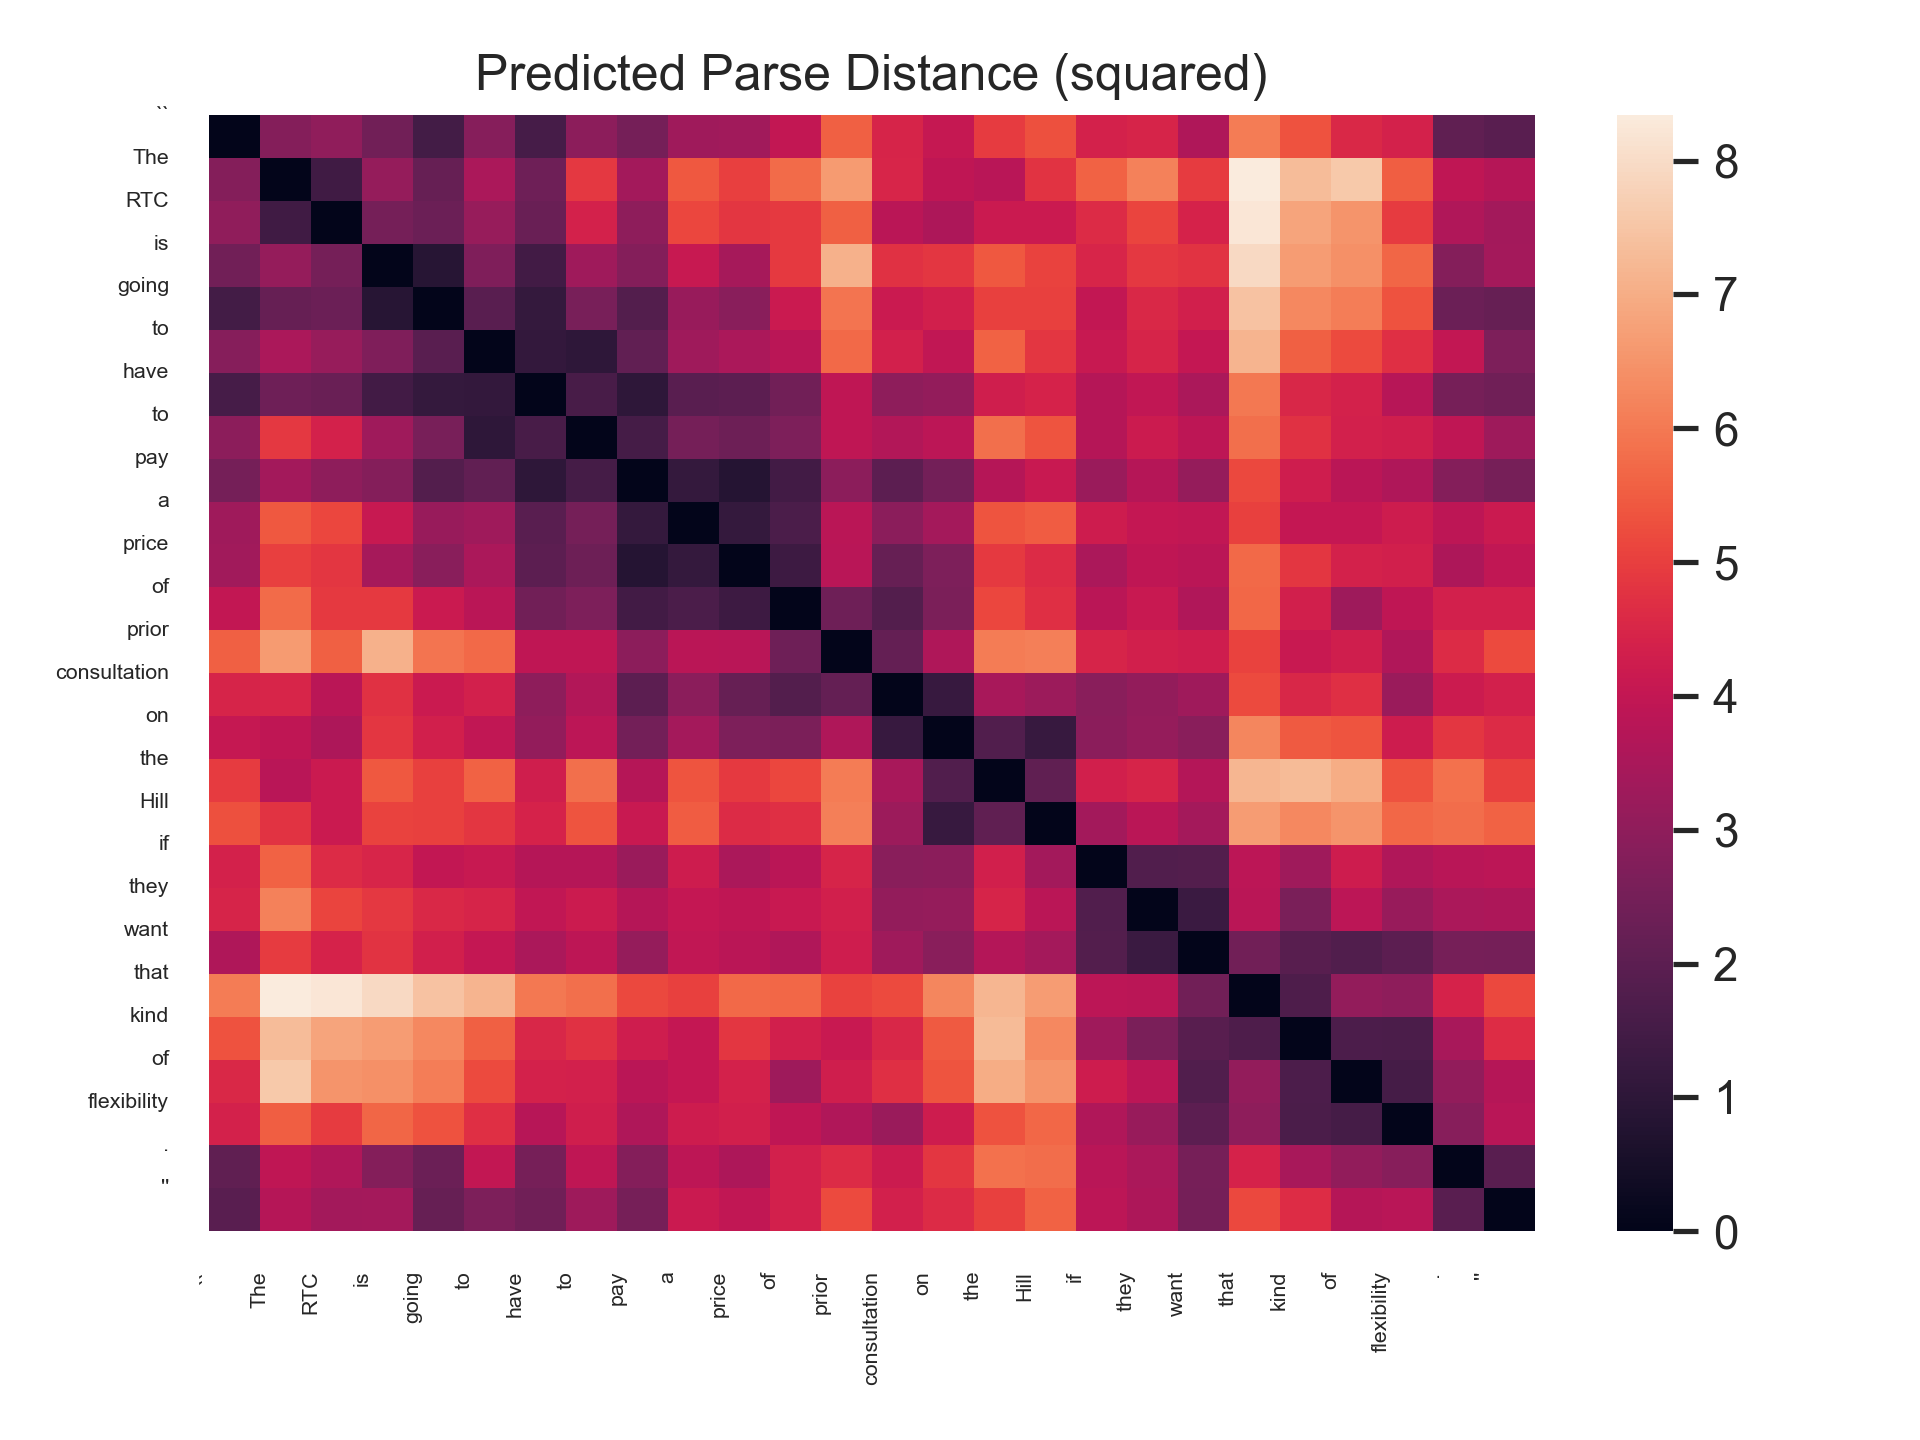 Predicted Parse Distance (squared)
``
The
RTC
is
going
to
have
to
pay
a
price
of
prior
consultation
on
the
Hill
if
they
want
that
kind
of
flexibility
.
''
8
7
6
5
4
3
2
1
0
`` The RTC is going to have to pay a price of prior consultation on the Hill if they want that kind of flexibility . ''